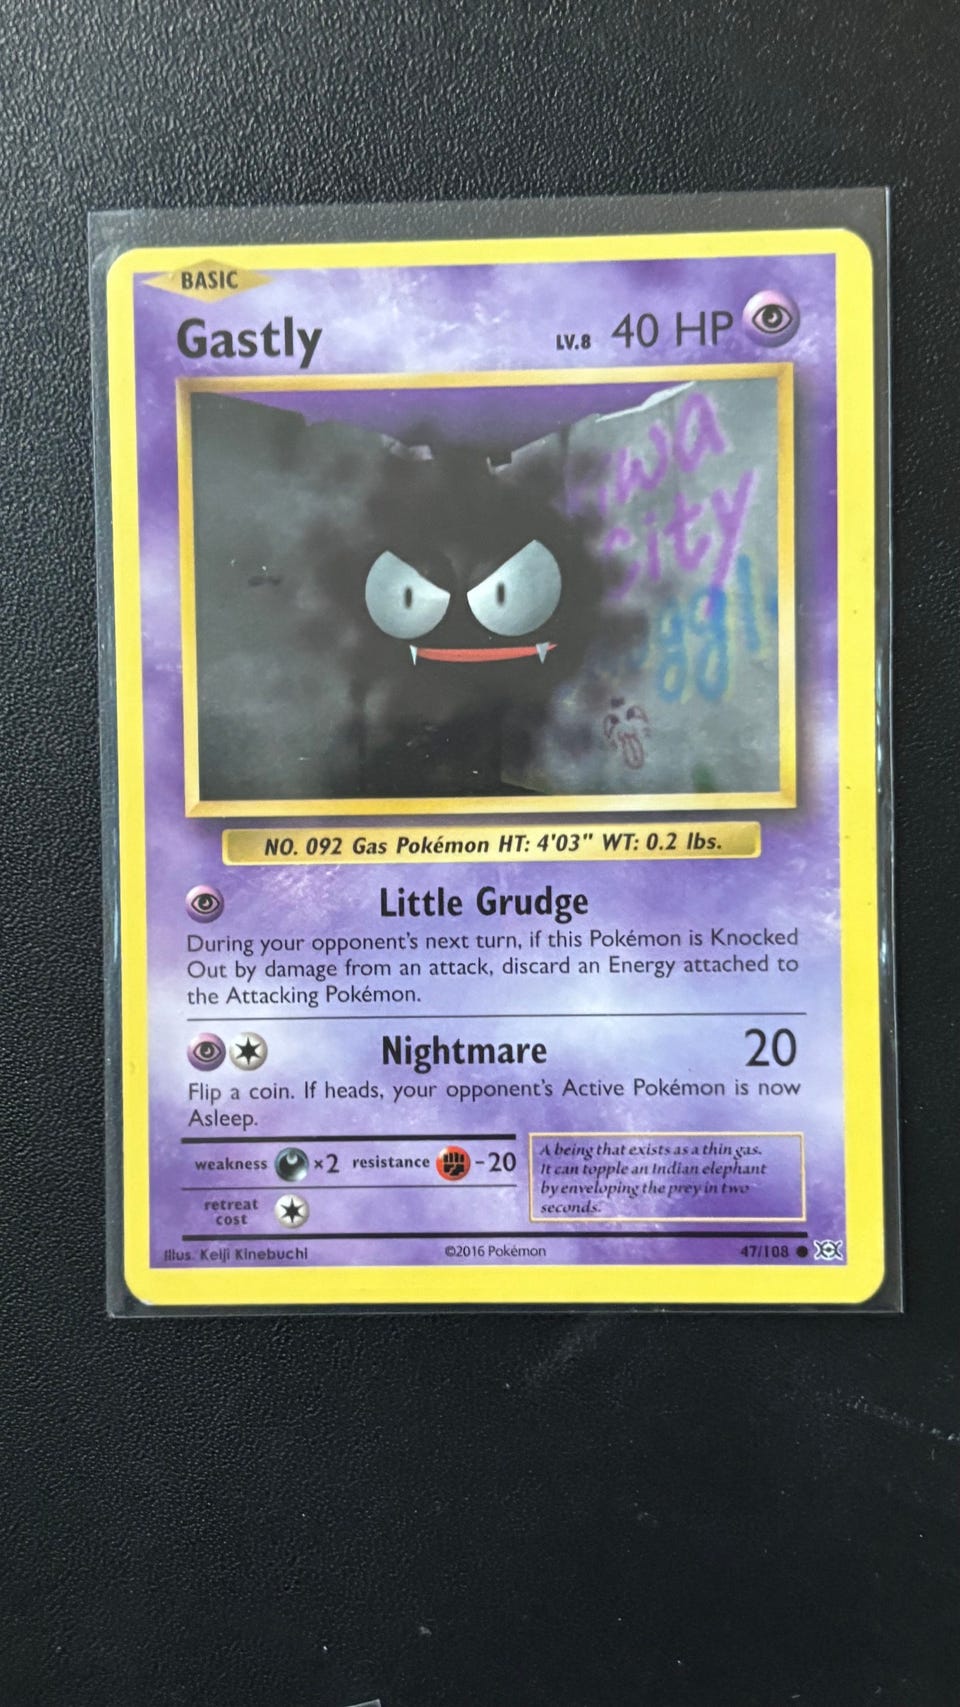 BASIC
Gastly LV.8 40 HP
city
NO. 092 Gas Pokémon HT: 4'03" WT: 0.2 lbs.
Little Grudge
During your opponent's next turn, if this Pokémon is Knocked
Out by damage from an attack, discard an Energy attached to
the Attacking Pokémon.
Nightmare 20
Flip a coin. If heads, your opponent's Active Pokémon is now
Asleep.
weakness ×2 resistance -20
retreat
cost
A being that exists as a thin gas.
It can topple an Indian elephant
by enveloping the prey in two
seconds.
Illus. Keiji Kinebuchi ©2016 Pokémon 47/108